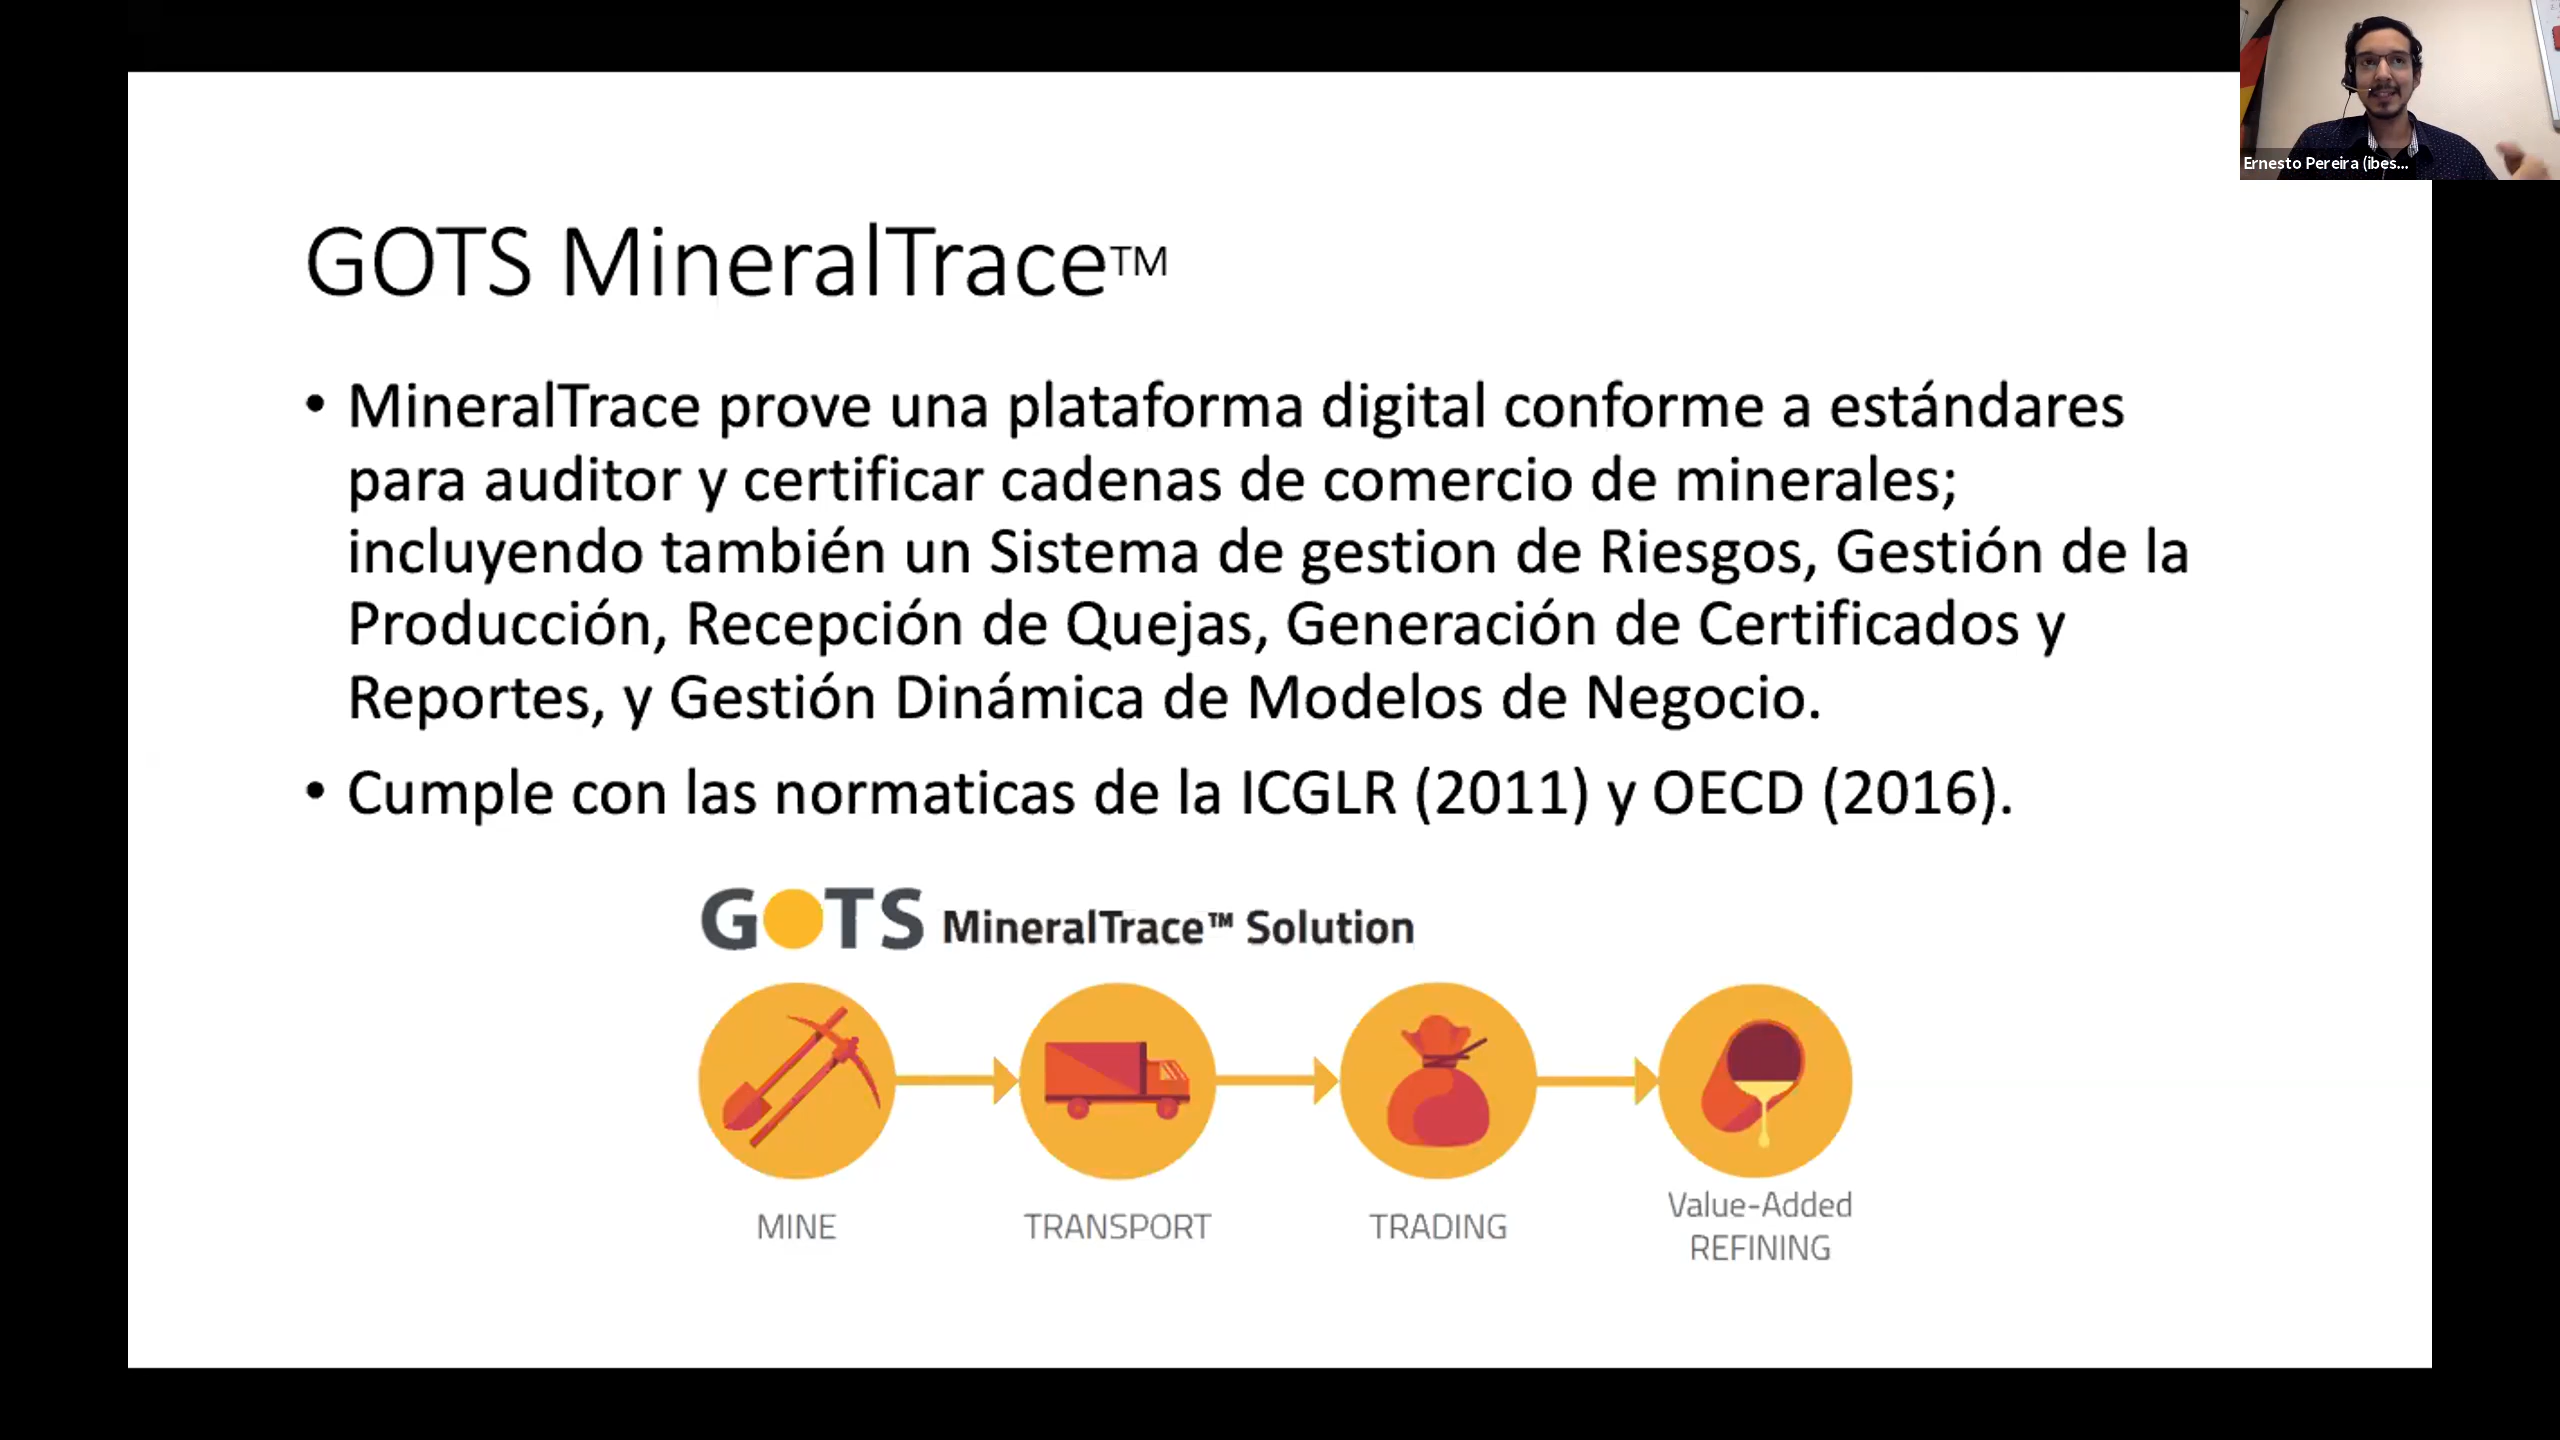 Ernesto Pereira (ibes...
GOTS MineralTrace™
• MineralTrace prove una plataforma digital conforme a estándares
para auditor y certificar cadenas de comercio de minerales;
incluyendo también un Sistema de gestion de Riesgos, Gestión de la
Producción, Recepción de Quejas, Generación de Certificados y
Reportes, y Gestión Dinámica de Modelos de Negocio.
• Cumple con las normaticas de la ICGLR (2011) y OECD (2016).
GOTS MineralTrace™ Solution
MINE
TRANSPORT
TRADING
Value-Added
REFINING